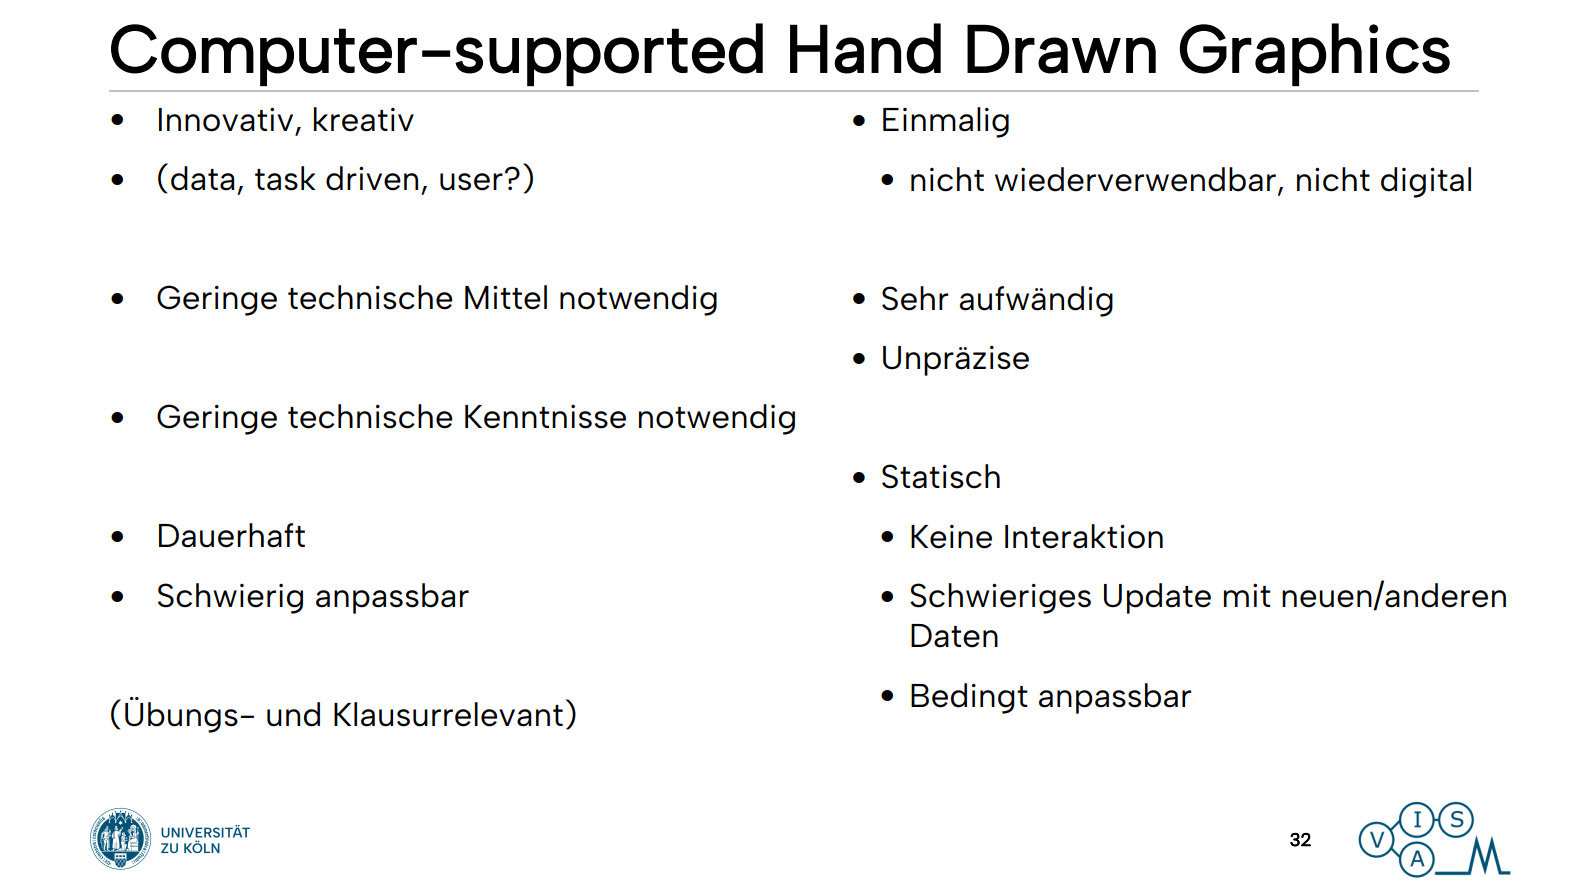 Computer-supported Hand Drawn Graphics
• Innovativ, kreativ
• (data, task driven, user?)
• Geringe technische Mittel notwendig
• Geringe technische Kenntnisse notwendig
• Dauerhaft
• Schwierig anpassbar
(Übungs- und Klausurrelevant)
• Einmalig
• nicht wiederverwendbar, nicht digital
• Sehr aufwändig
• Unpräzise
• Statisch
• Keine Interaktion
• Schwieriges Update mit neuen/anderen
Daten
• Bedingt anpassbar
UNIVERSITÄT
ZU KÖLN
32
V I S
A M